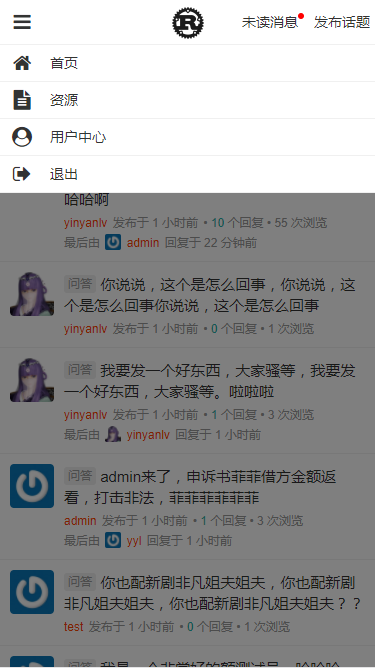 未读消息 发布话题
首页
资源
用户中心
退出
哈哈啊
yinyanlv 发布于 1 小时前 • 10 个回复 • 55 次浏览
最后由 admin 回复于 22 分钟前
问答 你说说，这个是怎么回事，你说说，这
个是怎么回事你说说，这个是怎么回事
yinyanlv 发布于 1 小时前 • 0 个回复 • 1 次浏览
问答 我要发一个好东西，大家骚等，我要发
一个好东西，大家骚等。啦啦啦
yinyanlv 发布于 1 小时前 • 1 个回复 • 3 次浏览
最后由 yinyanlv 回复于 1 小时前
问答 admin来了，申诉书菲菲借方金额返
看，打击非法，菲菲菲菲菲菲
admin 发布于 1 小时前 • 1 个回复 • 3 次浏览
最后由 yyl 回复于 1 小时前
问答 你也配新剧非凡姐夫姐夫，你也配新剧
非凡姐夫姐夫，你也配新剧非凡姐夫姐夫？？
test 发布于 1 小时前 • 0 个回复 • 1 次浏览